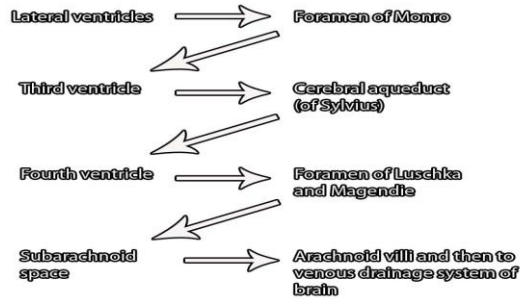 Lateral ventricles
Foramen of Monro
Third ventricle
Cerebral aqueduct
(of Sylvius)
Fourth ventricle
Foramen of Luschka
and Magendie
Subarachnoid
space
Arachnoid villi and then to
venous drainage system of
brain